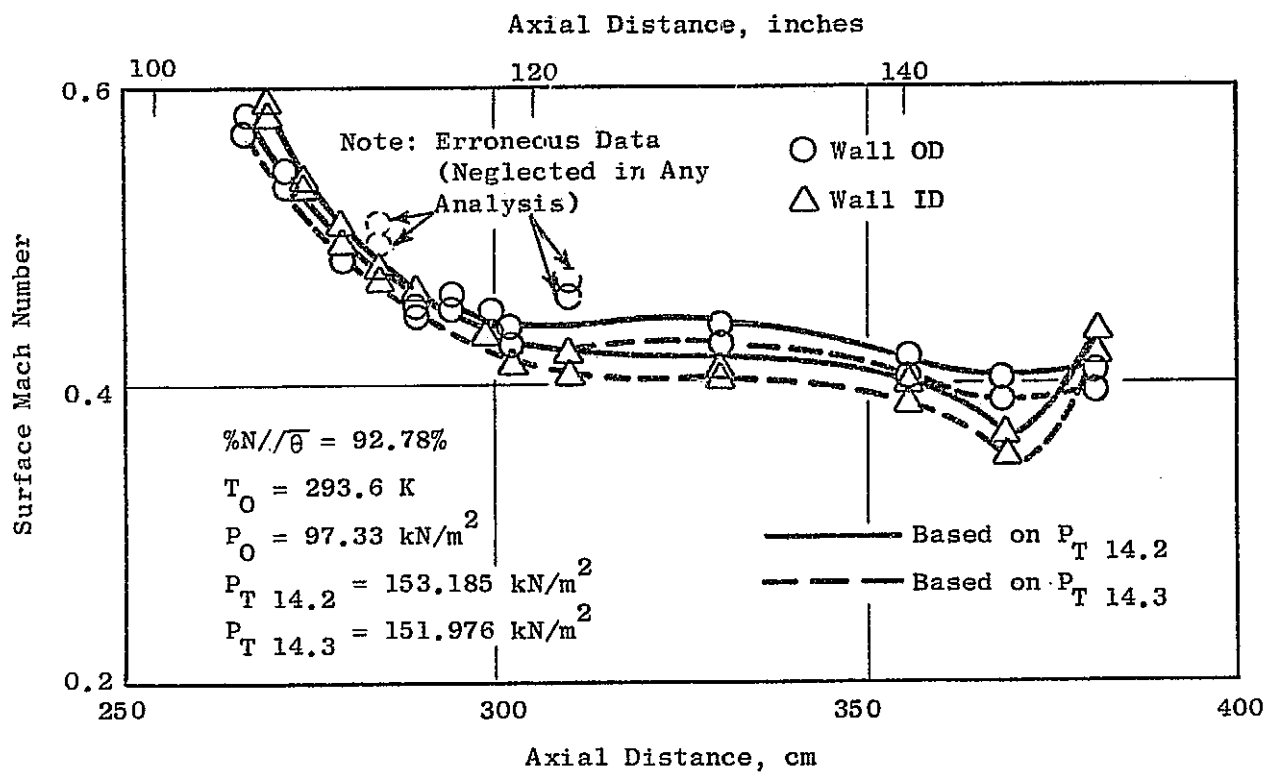 Axial Distance, inches
100 120 140
0.6
Note: Erroneous Data
(Neglected in Any
Analysis)
Wall OD
Wall ID
Surface Mach Number
0.4
%N//θ = 92.78%
T0 = 293.6 K
P0 = 97.33 kN/m2
PT 14.2 = 153.185 kN/m2
PT 14.3 = 151.976 kN/m2
Based on PT 14.2
Based on PT 14.3
0.2
250 300 350 400
Axial Distance, cm